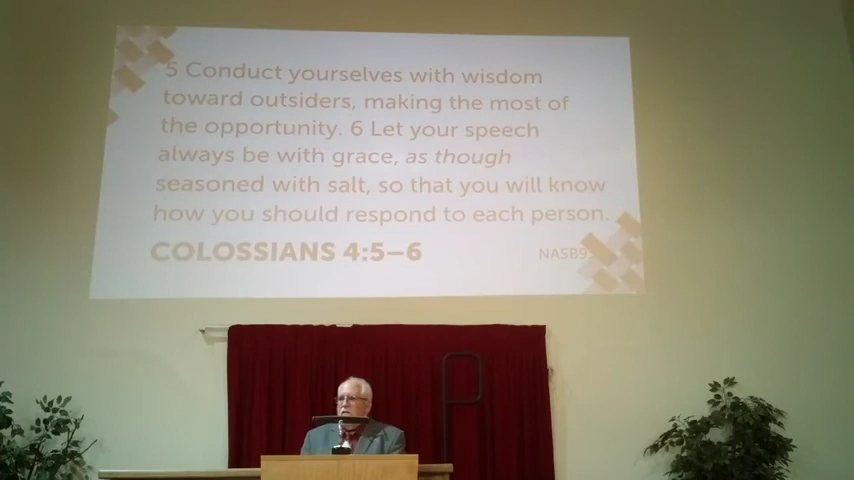 5 Conduct yourselves with wisdom
toward outsiders, making the most of
the opportunity. 6 Let your speech
always be with grace, as though
seasoned with salt, so that you will know
how you should respond to each person.
COLOSSIANS 4:5–6
NASB95